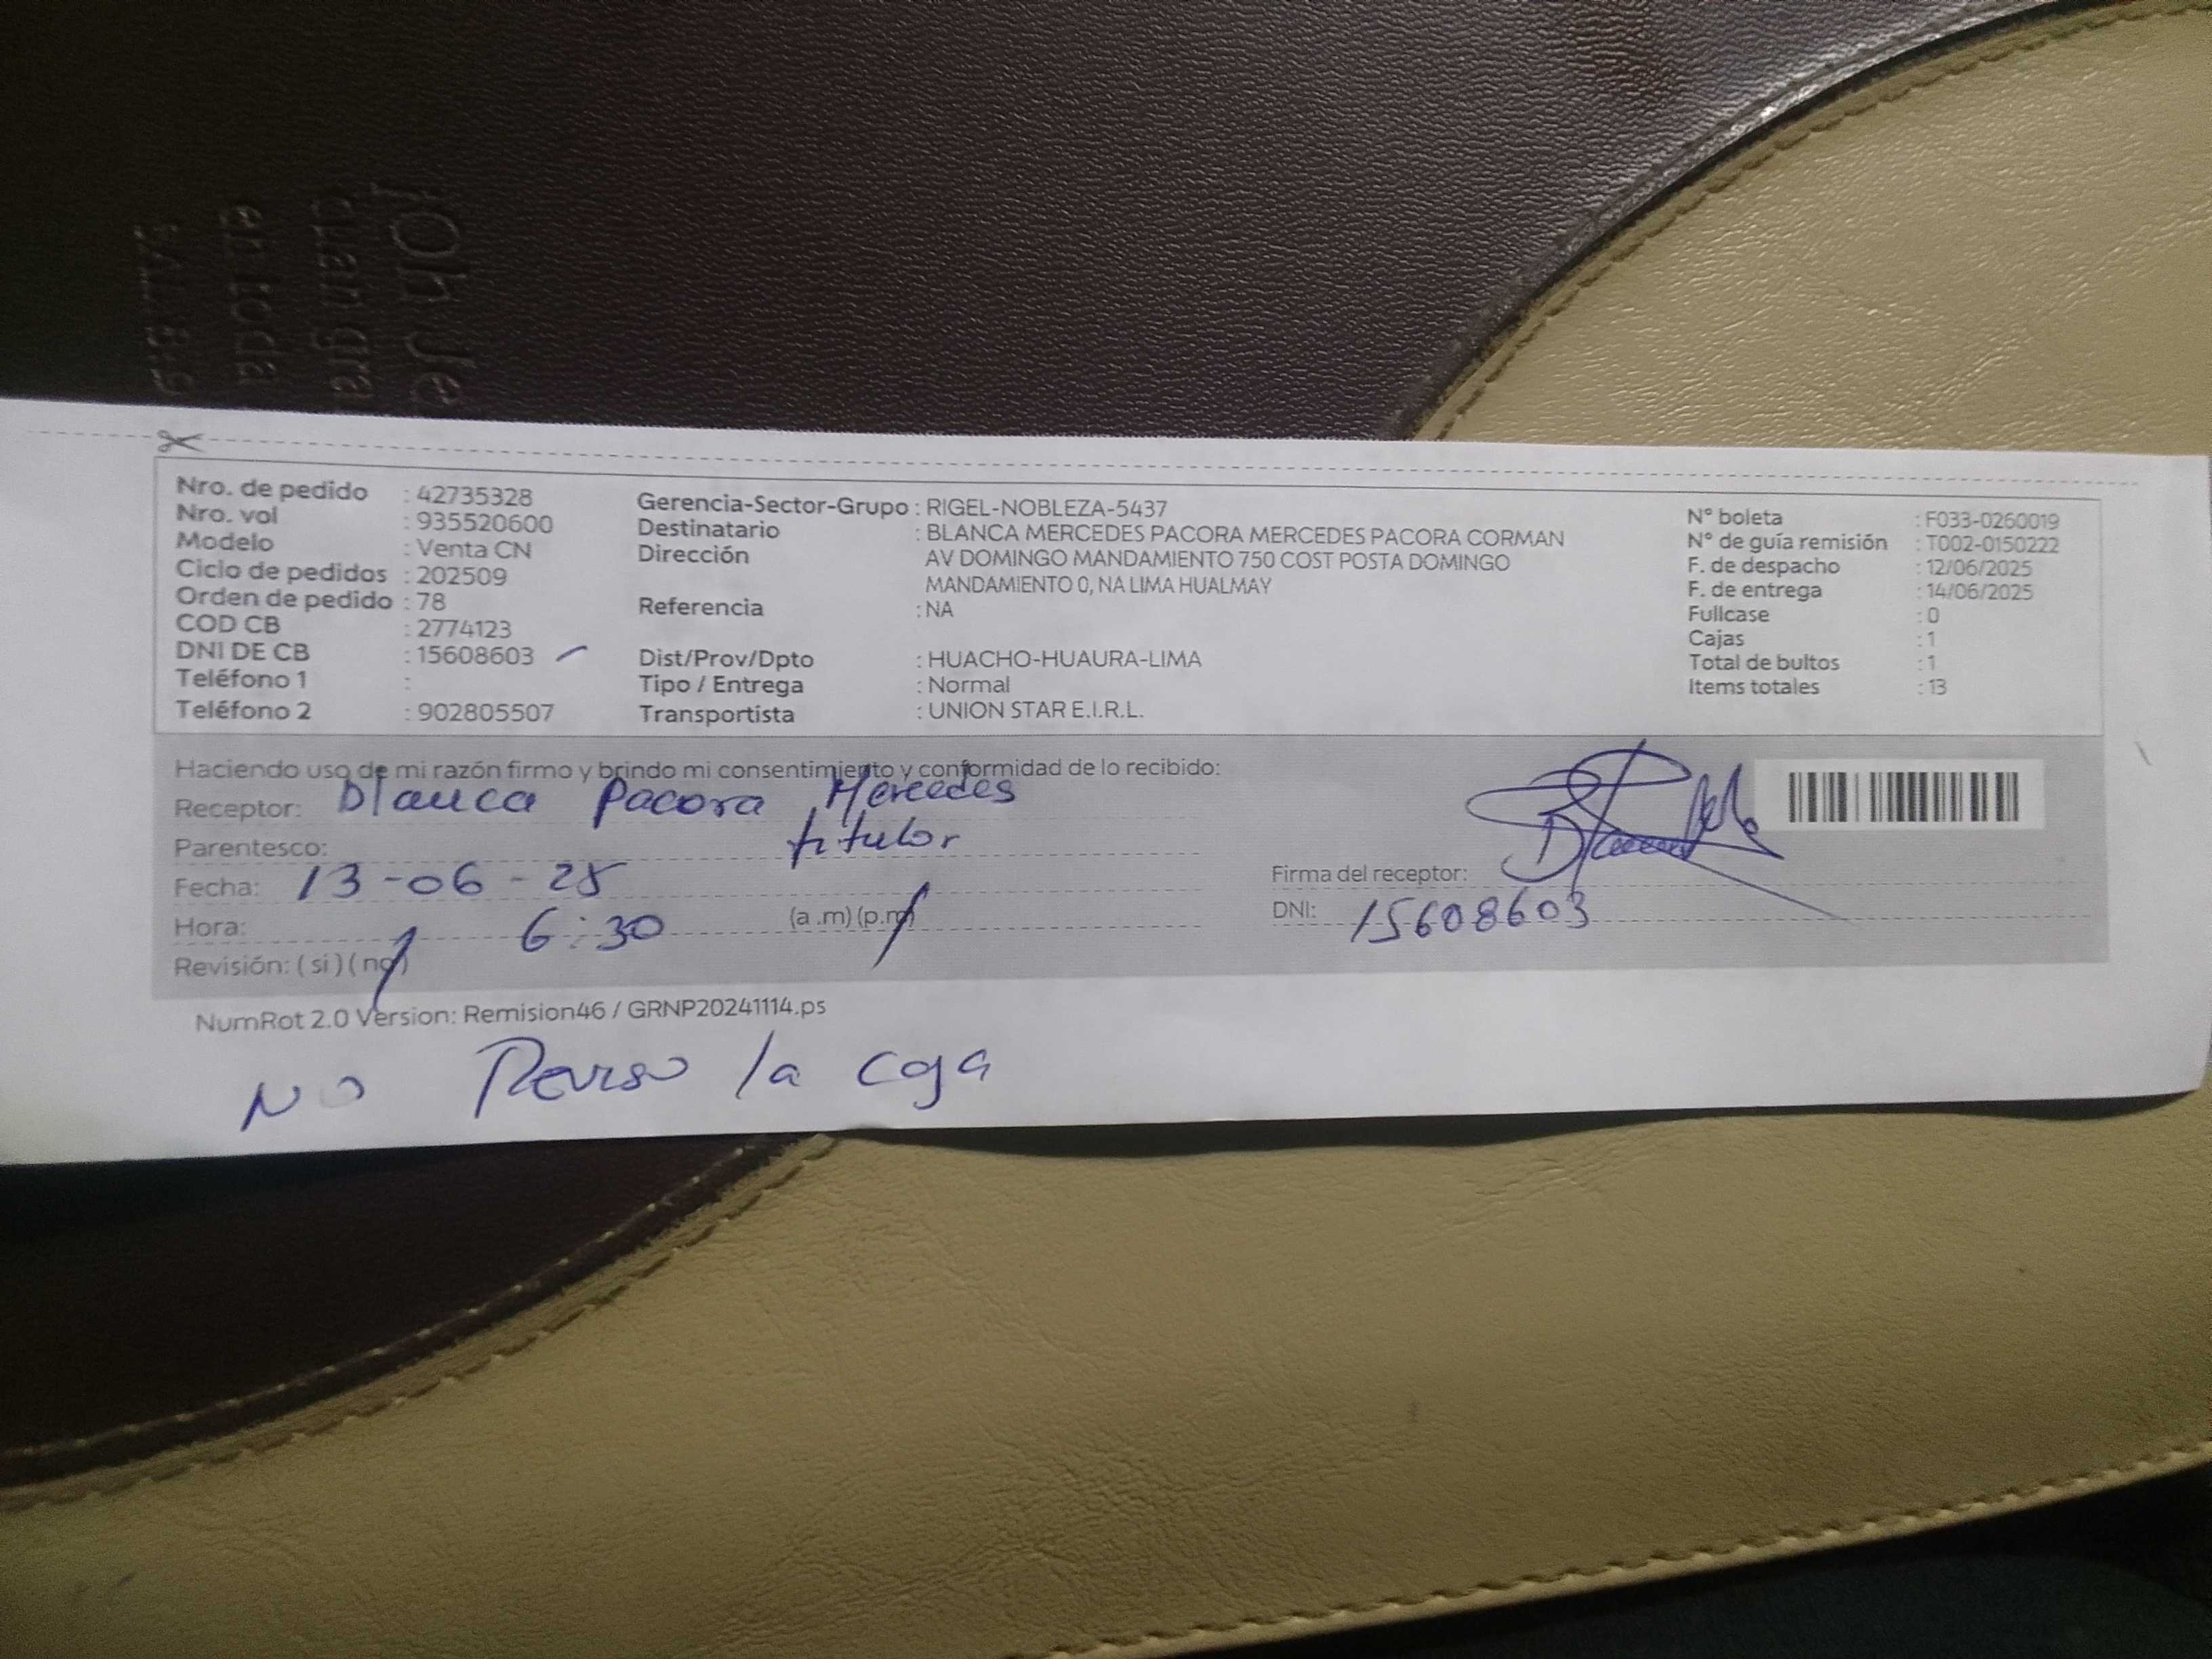 ¡Oh Je
cuan gra
en toda
SAL. 8:9
Nro. de pedido : 42735328
Nro. vol : 935520600
Modelo : Venta CN
Ciclo de pedidos : 202509
Orden de pedido : 78
COD CB : 2774123
DNI DE CB : 15608603
Teléfono 1 :
Teléfono 2 : 902805507
Gerencia-Sector-Grupo : RIGEL-NOBLEZA-5437
Destinatario : BLANCA MERCEDES PACORA MERCEDES PACORA CORMAN
Dirección AV DOMINGO MANDAMIENTO 750 COST POSTA DOMINGO
MANDAMIENTO 0, NA LIMA HUALMAY
Referencia : NA
Dist/Prov/Dpto : HUACHO-HUAURA-LIMA
Tipo / Entrega : Normal
Transportista : UNION STAR E.I.R.L.
N° boleta : F033-0260019
N° de guía remisión : T002-0150222
F. de despacho : 12/06/2025
F. de entrega : 14/06/2025
Fullcase : 0
Cajas : 1
Total de bultos : 1
Items totales : 13
Haciendo uso de mi razón firmo y brindo mi consentimiento y conformidad de lo recibido:
Receptor: Blanca Pacora Mercedes
Parentesco: titular
Fecha: 13-06-25
Hora: 6:30 (a.m) (p.m)
Revisión: (si) (no)
Firma del receptor:
DNI: 15608603
NumRot 2.0 Version: Remision46 / GRNP20241114.ps
NO Reviso la caja